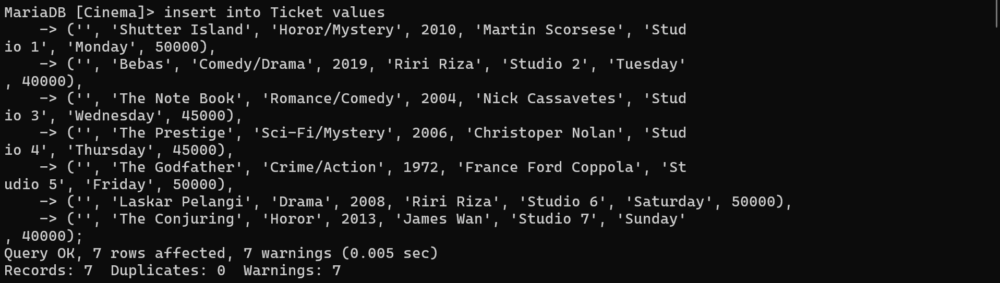 MariaDB [Cinema]> insert into Ticket values
    -> ('', 'Shutter Island', 'Horor/Mystery', 2010, 'Martin Scorsese', 'Stud
io 1', 'Monday', 50000),
    -> ('', 'Bebas', 'Comedy/Drama', 2019, 'Riri Riza', 'Studio 2', 'Tuesday'
, 40000),
    -> ('', 'The Note Book', 'Romance/Comedy', 2004, 'Nick Cassavetes', 'Stud
io 3', 'Wednesday', 45000),
    -> ('', 'The Prestige', 'Sci-Fi/Mystery', 2006, 'Christoper Nolan', 'Stud
io 4', 'Thursday', 45000),
    -> ('', 'The Godfather', 'Crime/Action', 1972, 'France Ford Coppola', 'St
udio 5', 'Friday', 50000),
    -> ('', 'Laskar Pelangi', 'Drama', 2008, 'Riri Riza', 'Studio 6', 'Saturday', 50000),
    -> ('', 'The Conjuring', 'Horor', 2013, 'James Wan', 'Studio 7', 'Sunday'
, 40000);
Query OK, 7 rows affected, 7 warnings (0.005 sec)
Records: 7  Duplicates: 0  Warnings: 7